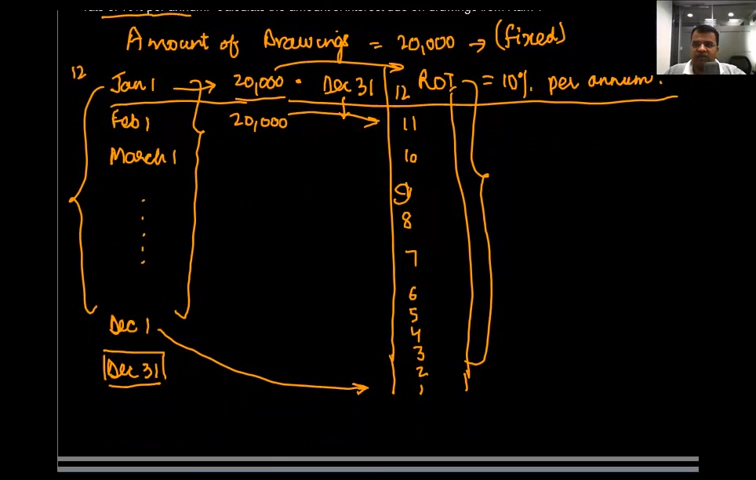 Amount of Drawings = 20,000 → (fixed)
12 Jan 1 → 20,000 · Dec 31 12 ROI = 10% per annum.
Feb 1 20,000 11
March 1 10
9
8
7
6
5
Dec 1 4
3
Dec 31 2
1